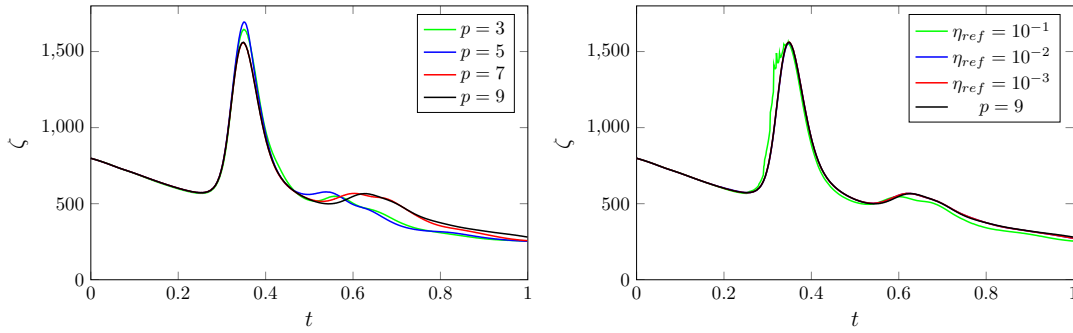 1,500
1,000
500
0
ζ
0
0.2
0.4
0.6
0.8
1
t
p = 3
p = 5
p = 7
p = 9
1,500
1,000
500
0
ζ
0
0.2
0.4
0.6
0.8
1
t
η_ref = 10^-1
η_ref = 10^-2
η_ref = 10^-3
p = 9